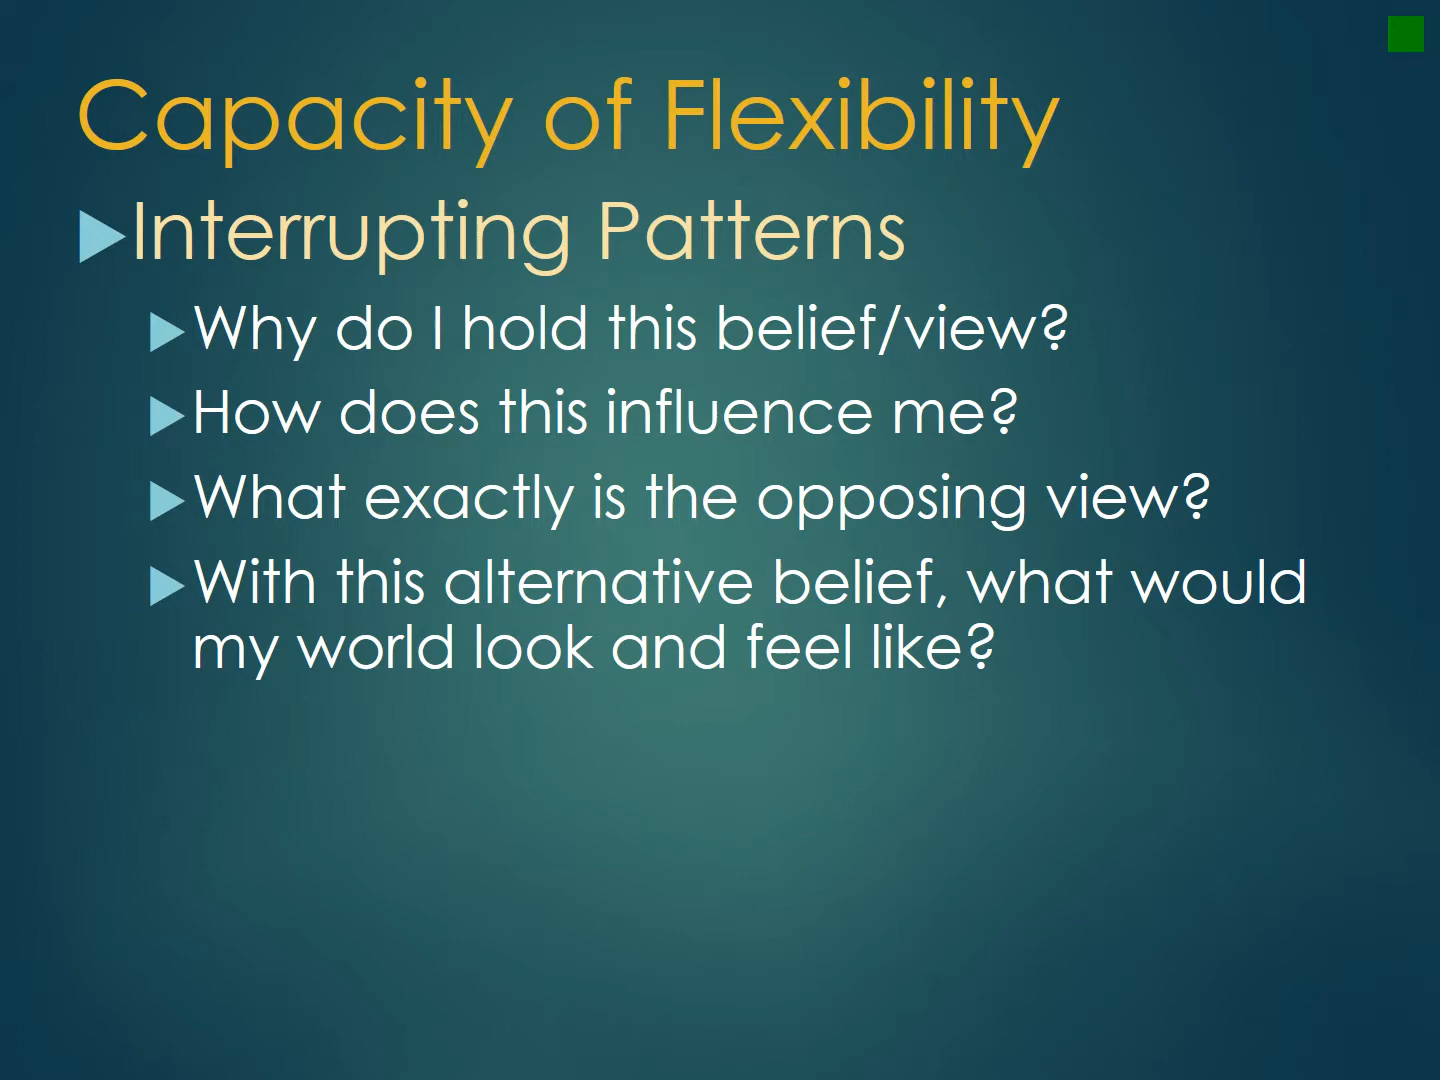 Capacity of Flexibility
Interrupting Patterns
Why do I hold this belief/view?
How does this influence me?
What exactly is the opposing view?
With this alternative belief, what would
my world look and feel like?